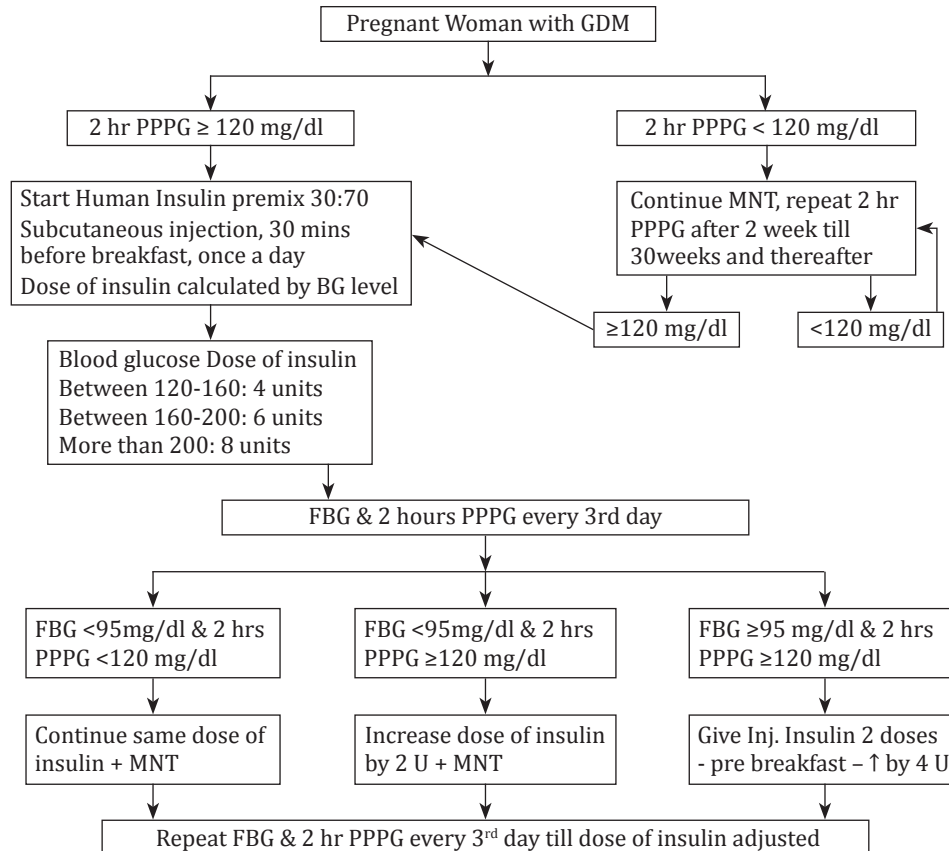 Pregnant Woman with GDM
2 hr PPPG ≥ 120 mg/dl
2 hr PPPG < 120 mg/dl
Start Human Insulin premix 30:70
Subcutaneous injection, 30 mins
before breakfast, once a day
Dose of insulin calculated by BG level
Continue MNT, repeat 2 hr
PPPG after 2 week till
30weeks and thereafter
≥120 mg/dl
<120 mg/dl
Blood glucose Dose of insulin
Between 120-160: 4 units
Between 160-200: 6 units
More than 200: 8 units
FBG & 2 hours PPPG every 3rd day
FBG <95mg/dl & 2 hrs
PPPG <120 mg/dl
FBG <95mg/dl & 2 hrs
PPPG ≥120 mg/dl
FBG ≥95 mg/dl & 2 hrs
PPPG ≥120 mg/dl
Continue same dose of
insulin + MNT
Increase dose of insulin
by 2 U + MNT
Give Inj. Insulin 2 doses
- pre breakfast – ↑ by 4 U
Repeat FBG & 2 hr PPPG every 3rd day till dose of insulin adjusted